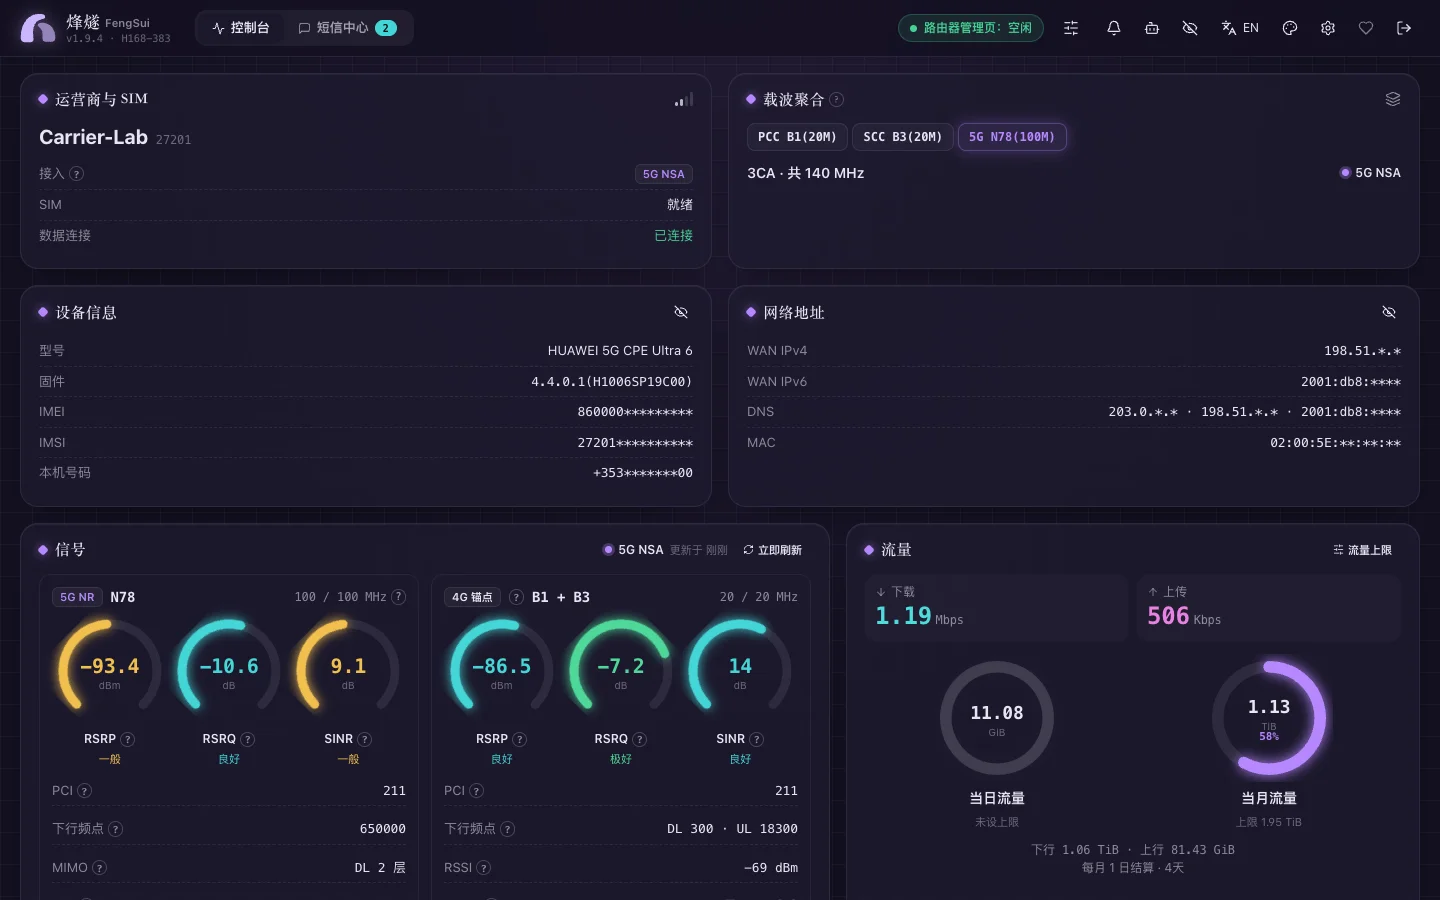 烽燧 FengSui
v1.9.4 · H168-383
控制台
短信中心 2
路由器管理页：空闲
EN
运营商与 SIM
Carrier-Lab 27201
接入 ?
5G NSA
SIM
就绪
数据连接
已连接
载波聚合 ?
PCC B1(20M)
SCC B3(20M)
5G N78(100M)
3CA · 共 140 MHz
5G NSA
设备信息
型号
HUAWEI 5G CPE Ultra 6
固件
4.4.0.1(H1006SP19C00)
IMEI
860000*********
IMSI
27201**********
本机号码
+353*******00
网络地址
WAN IPv4
198.51.*.*
WAN IPv6
2001:db8:****
DNS
203.0.*.* · 198.51.*.* · 2001:db8:****
MAC
02:00:5E:**:**:**
信号
5G NSA 更新于 刚刚
立即刷新
5G NR N78
100 / 100 MHz ?
-93.4
dBm
RSRP ?
一般
-10.6
dB
RSRQ ?
良好
9.1
dB
SINR ?
一般
PCI ?
211
下行频点 ?
650000
MIMO ?
DL 2 层
4G 锚点 ? B1 + B3
20 / 20 MHz
-86.5
dBm
RSRP ?
良好
-7.2
dB
RSRQ ?
极好
14
dB
SINR ?
良好
PCI ?
211
下行频点 ?
DL 300 · UL 18300
RSSI ?
-69 dBm
流量
流量上限
↓ 下载
1.19 Mbps
↑ 上传
506 Kbps
11.08
GiB
当日流量
未设上限
1.13
TiB
58%
当月流量
上限 1.95 TiB
下行 1.06 TiB · 上行 81.43 GiB
每月 1 日结算 · 4天